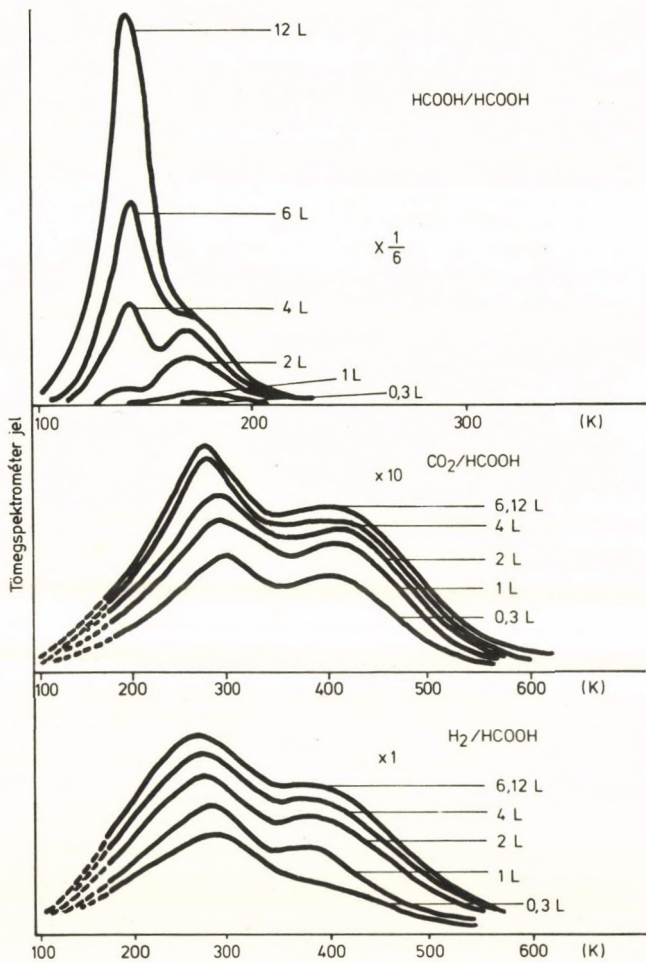 Tömegspektrométer jel
12 L
HCOOH/HCOOH
6 L
x 1/6
4 L
2 L
1 L
0,3 L
100 200 300 (K)
x 10 CO₂/HCOOH
6,12 L
4 L
2 L
1 L
0,3 L
100 200 300 400 500 600 (K)
H₂/HCOOH
x 1
6,12 L
4 L
2 L
1 L
0,3 L
100 200 300 400 500 600 (K)